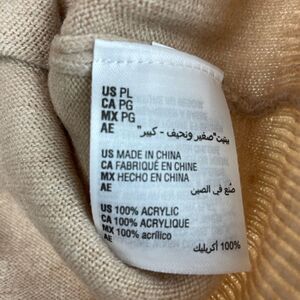 US PL
CA PG
MX PG
AE بيتيت "صغير ونحيف - كبير"
US MADE IN CHINA
CA FABRIQUÉ EN CHINE
MX HECHO EN CHINA
AE صُنع في الصين
US 100% ACRYLIC
CA 100% ACRYLIQUE
MX 100% acrílico
AE 100% أكريليك